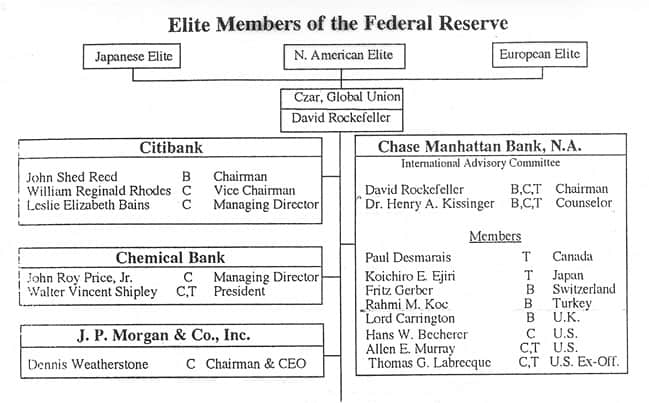 Elite Members of the Federal Reserve
Japanese Elite
N. American Elite
European Elite
Czar, Global Union
David Rockefeller
Citibank
John Shed Reed B Chairman
William Reginald Rhodes C Vice Chairman
Leslie Elizabeth Bains C Managing Director
Chemical Bank
John Roy Price, Jr. C Managing Director
Walter Vincent Shipley C,T President
J. P. Morgan & Co., Inc.
Dennis Weatherstone C Chairman & CEO
Chase Manhattan Bank, N.A.
International Advisory Committee
David Rockefeller B,C,T Chairman
Dr. Henry A. Kissinger B,C,T Counselor
Members
Paul Desmarais T Canada
Koichiro E. Ejiri T Japan
Fritz Gerber B Switzerland
Rahmi M. Koc B Turkey
Lord Carrington B U.K.
Hans W. Becherer C U.S.
Allen E. Murray C,T U.S.
Thomas G. Labrecque C,T U.S. Ex-Off.